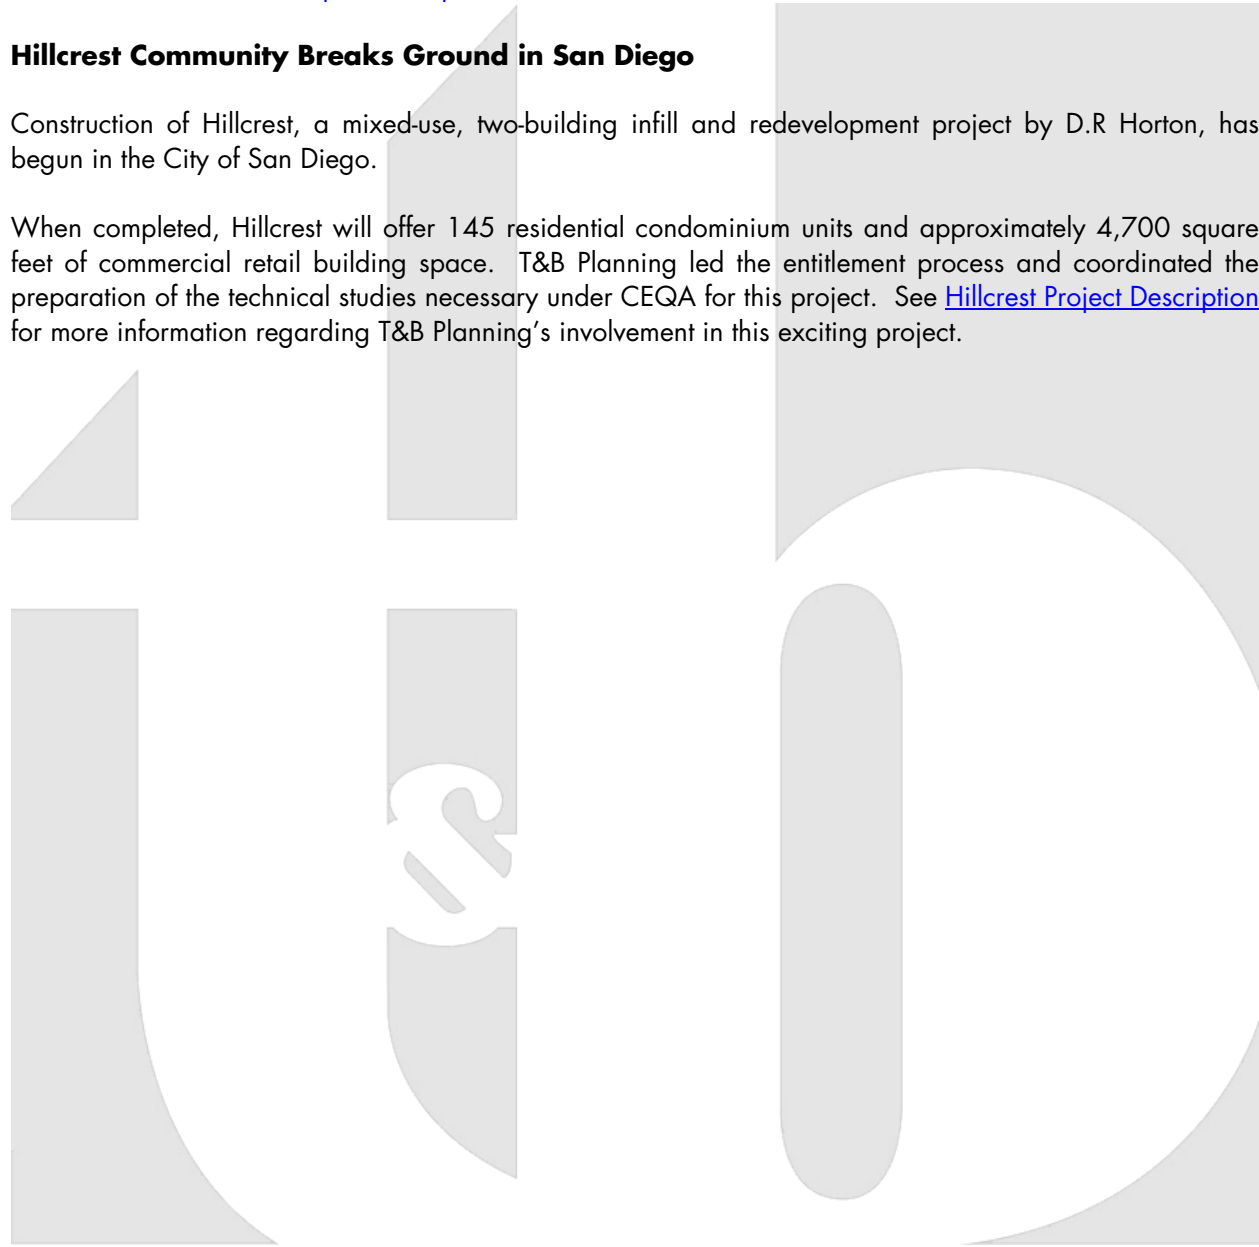 Hillcrest Community Breaks Ground in San Diego
Construction of Hillcrest, a mixed-use, two-building infill and redevelopment project by D.R Horton, has
begun in the City of San Diego.
When completed, Hillcrest will offer 145 residential condominium units and approximately 4,700 square
feet of commercial retail building space. T&B Planning led the entitlement process and coordinated the
preparation of the technical studies necessary under CEQA for this project. See Hillcrest Project Description
for more information regarding T&B Planning's involvement in this exciting project.
t&b